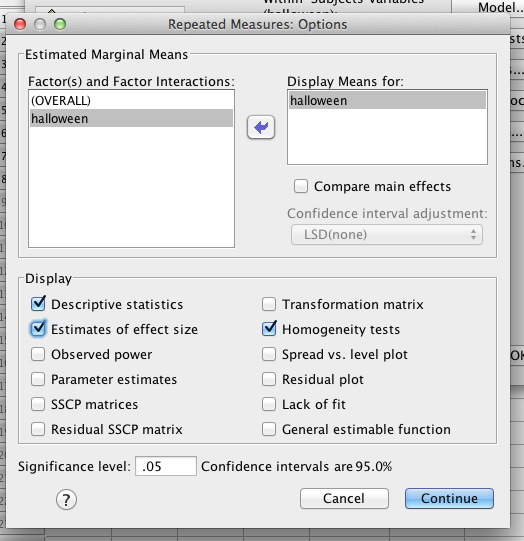 Model...
Repeated Measures: Options
Estimated Marginal Means
Factor(s) and Factor Interactions:
(OVERALL)
halloween
Display Means for:
halloween
Compare main effects
Confidence interval adjustment:
LSD(none)
Display
Descriptive statistics
Transformation matrix
Estimates of effect size
Homogeneity tests
Observed power
Spread vs. level plot
Parameter estimates
Residual plot
SSCP matrices
Lack of fit
Residual SSCP matrix
General estimable function
Significance level: .05 Confidence intervals are 95.0%
? Cancel Continue